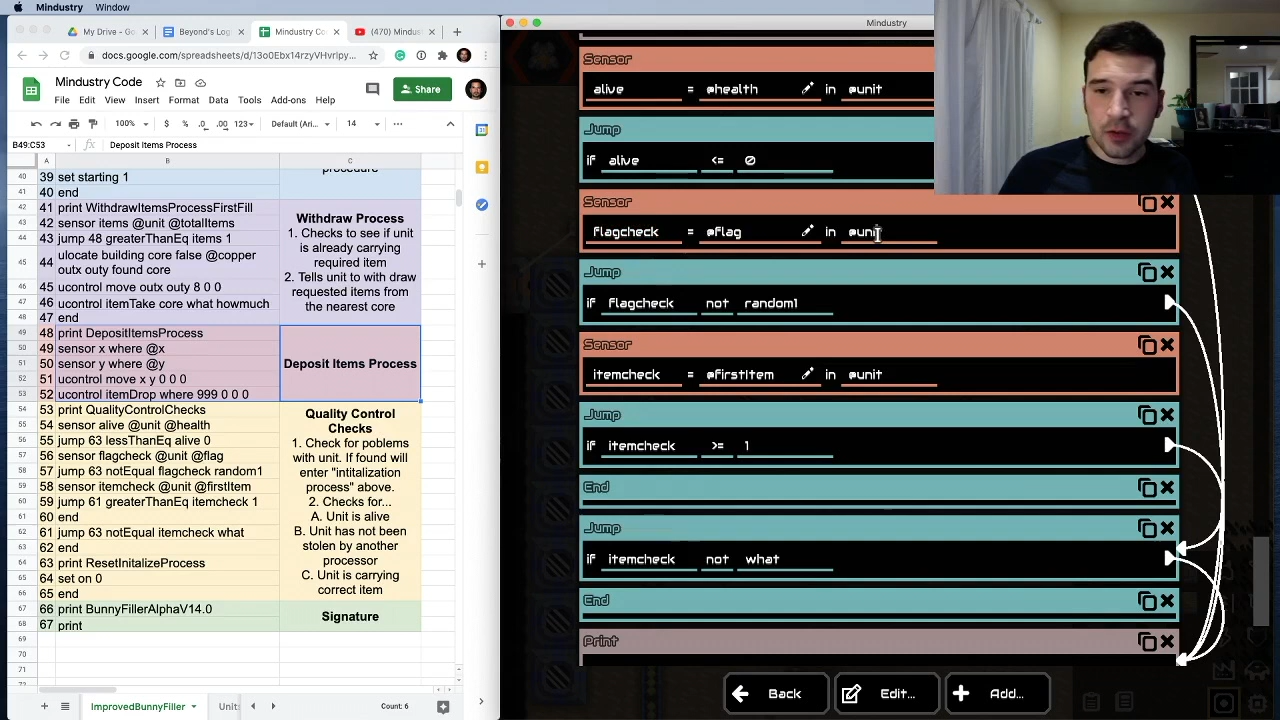 Mindustry Window
Mindustry
My Drive - Go
Beyond's Log
Mindustry Co
(470) Mindus
docs.google.com/spreadsheets/d/13o0Ebx14rzyVHvrlpy...
Mindustry Code
Share
File Edit View Insert Format Data Tools Add-ons Help
100% $ % .0 .00 123 Default (Ari... 14
B49:C53 fx Deposit Items Process
A B C
39 set starting 1
procedure
40 end
41 print WithdrawItemsProcessFirstFill
42 sensor items @unit @totalItems
43 jump 48 greaterThanEq items 1
44 ulocate building core false @copper outx outy found core
45 ucontrol move outx outy 8 0 0
46 ucontrol itemTake core what howmuch
47 end
Withdraw Process
1. Checks to see if unit
is already carrying
required item
2. Tells unit to with draw
requested items from
the nearest core
48 print DepositItemsProcess
49 sensor x where @x
50 sensor y where @y
51 ucontrol move x y 0 0 0
52 ucontrol itemDrop where 999 0 0 0
Deposit Items Process
53 print QualityControlChecks
54 sensor alive @unit @health
55 jump 63 lessThanEq alive 0
56 sensor flagcheck @unit @flag
57 jump 63 notEqual flagcheck random1
58 sensor itemcheck @unit @firstItem
59 jump 61 greaterThanEq itemcheck 1
60 end
61 jump 63 notEqual itemcheck what
62 end
63 print ResetInitalizeProcess
64 set on 0
65 end
Quality Control
Checks
1. Check for poblems
with unit. If found will
enter "intitalization
process" above.
2. Checks for...
A. Unit is alive
B. Unit has not been
stolen by another
processor
C. Unit is carrying
correct item
66 print BunnyFillerAlphaV14.0
67 print
Signature
ImprovedBunnyFiller
Units
Count: 6
Sensor
alive = @health in @unit
Jump
if alive <= 0
Sensor
flagcheck = @flag in @unit
Jump
if flagcheck not random1
Sensor
itemcheck = @firstItem in @unit
Jump
if itemcheck >= 1
End
Jump
if itemcheck not what
End
Print
Back Edit... Add...